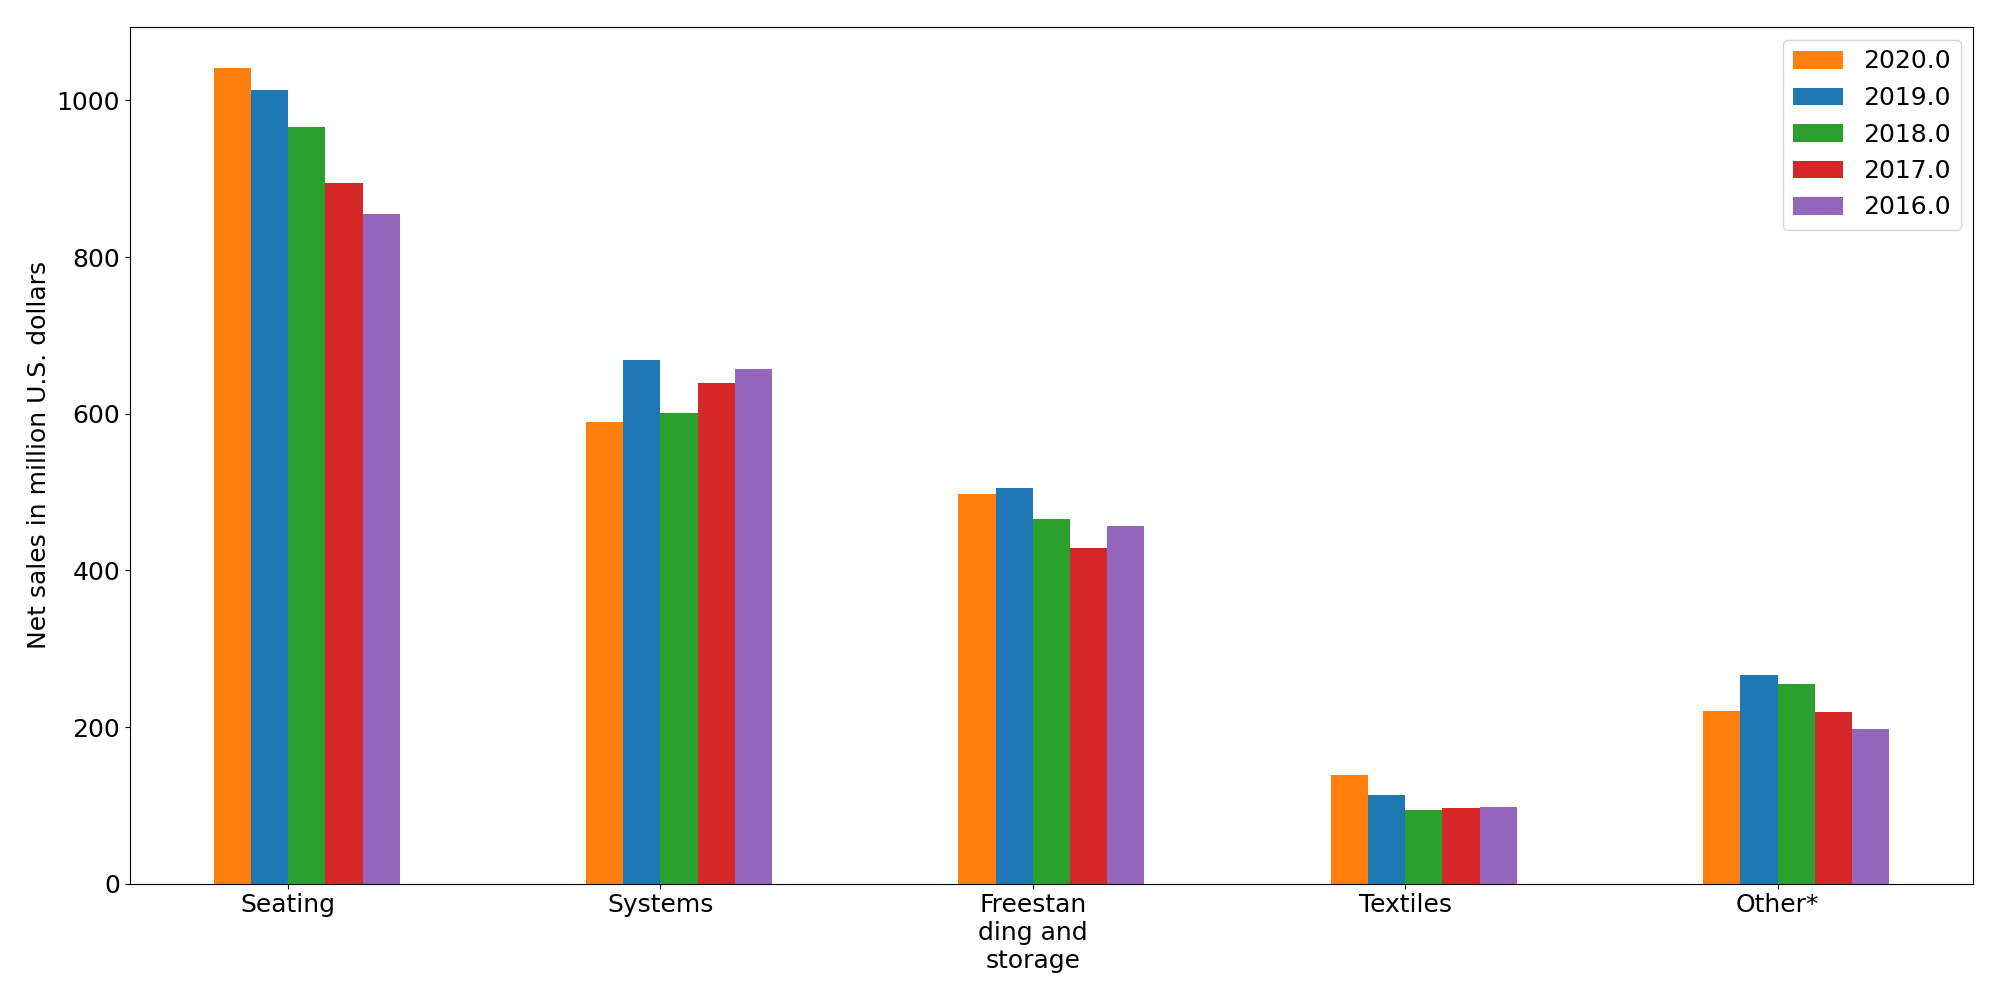 Net sales in million U.S. dollars
1000
800
600
400
200
0
Seating
Systems
Freestan
ding and
storage
Textiles
Other*
2020.0
2019.0
2018.0
2017.0
2016.0